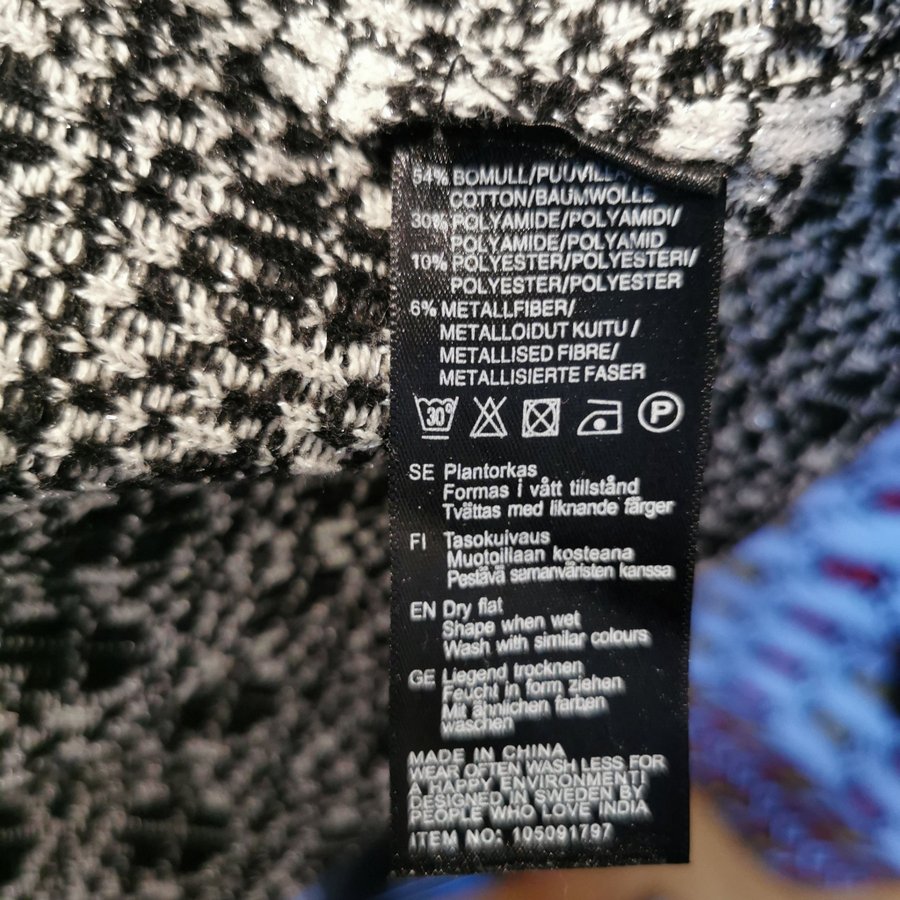 54% BOMULL/PUUVILLA
COTTON/BAUMWOLLE
30% POLYAMIDE/POLYAMIDI/
POLYAMIDE/POLYAMID
10% POLYESTER/POLYESTERI/
POLYESTER/POLYESTER
6% METALLFIBER/
METALLOIDUT KUITU/
METALLISED FIBRE/
METALLISIERTE FASER
30° P
SE Plantorkas
Formas i vått tillstånd
Tvättas med liknande färger
FI Tasokuivaus
Muotoillaan kosteana
Pestävä samanväristen kanssa
EN Dry flat
Shape when wet
Wash with similar colours
GE Liegend trocknen
Feucht in form ziehen
Mit ähnlichen farben
waschen
MADE IN CHINA
WEAR OFTEN WASH LESS FOR
A HAPPY ENVIRONMENT!
DESIGNED IN SWEDEN BY
PEOPLE WHO LOVE INDIA
ITEM NO: 105091797